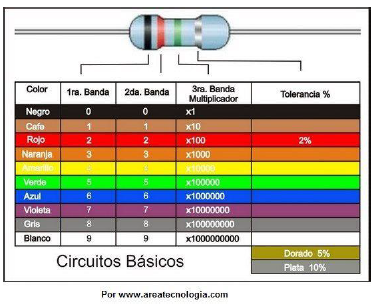 Color 1ra. Banda 2da. Banda 3ra. Banda Multiplicador Tolerancia %
Negro 0 0 x1
Cafe 1 1 x10
Rojo 2 2 x100 2%
Naranja 3 3 x1000
Amarillo x10000
Verde 5 5 x100000
Azul 6 6 x1000000
Violeta 7 7 x10000000
Gris 8 8 x100000000
Blanco 9 9 x1000000000
Circuitos Básicos
Dorado 5%
Plata 10%
Por www.areatecnologia.com